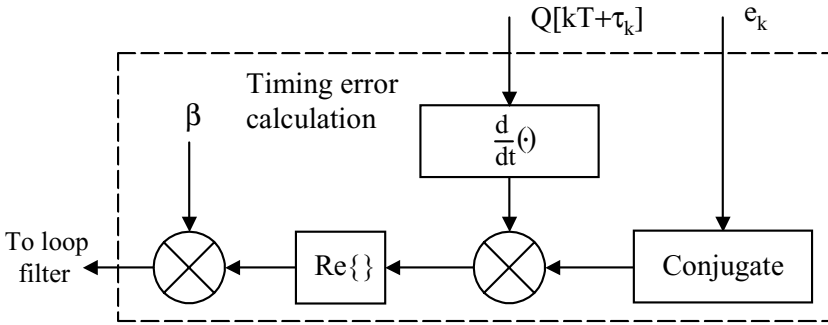 Q[kT+τk]
ek
Timing error
calculation
β
d
dt
(·)
To loop
filter
Re{}
Conjugate